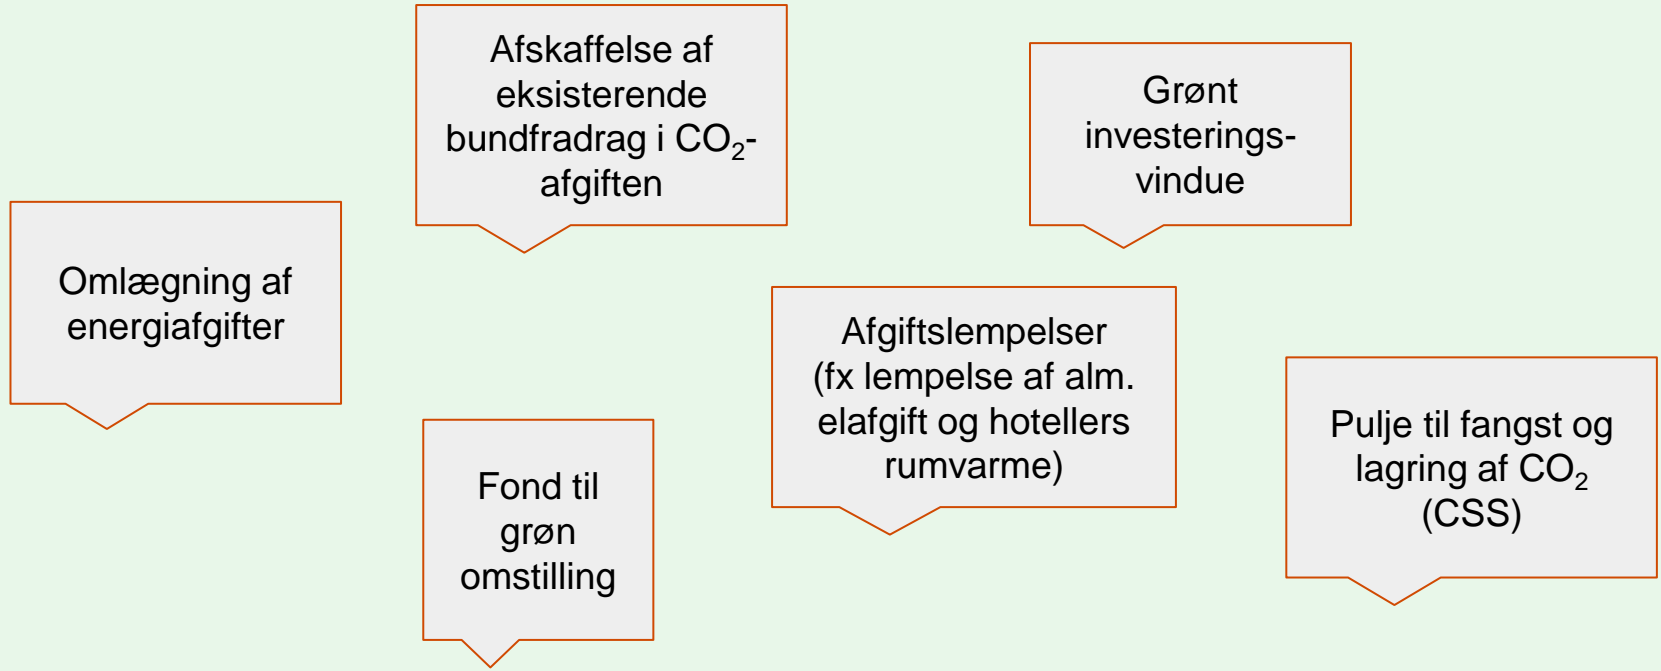 Afskaffelse af
eksisterende
bundfradrag i CO₂-
afgiften
Grønt
investerings-
vindue
Omlægning af
energiafgifter
Afgiftslempelser
(fx lempelse af alm.
elafgift og hotellers
rumvarme)
Pulje til fangst og
lagring af CO₂
(CSS)
Fond til
grøn
omstilling